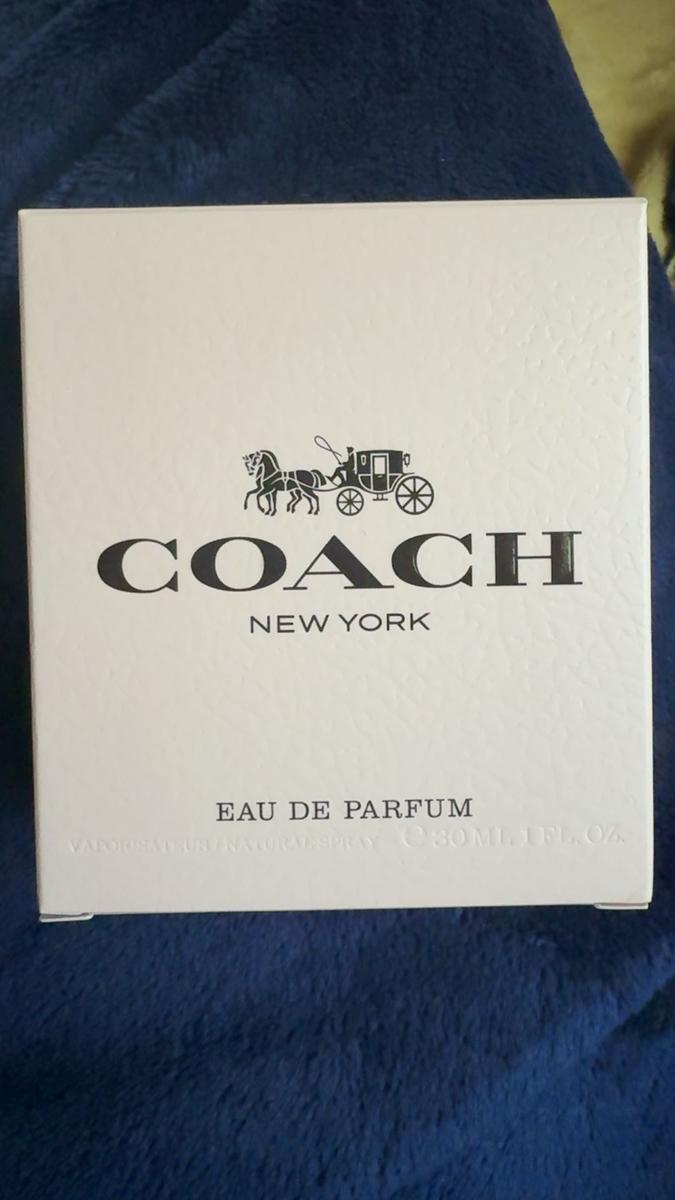 COACH
NEW YORK
EAU DE PARFUM
VAPORISATEUR / NATURAL SPRAY ℮ 30 ML 1 FL. OZ.